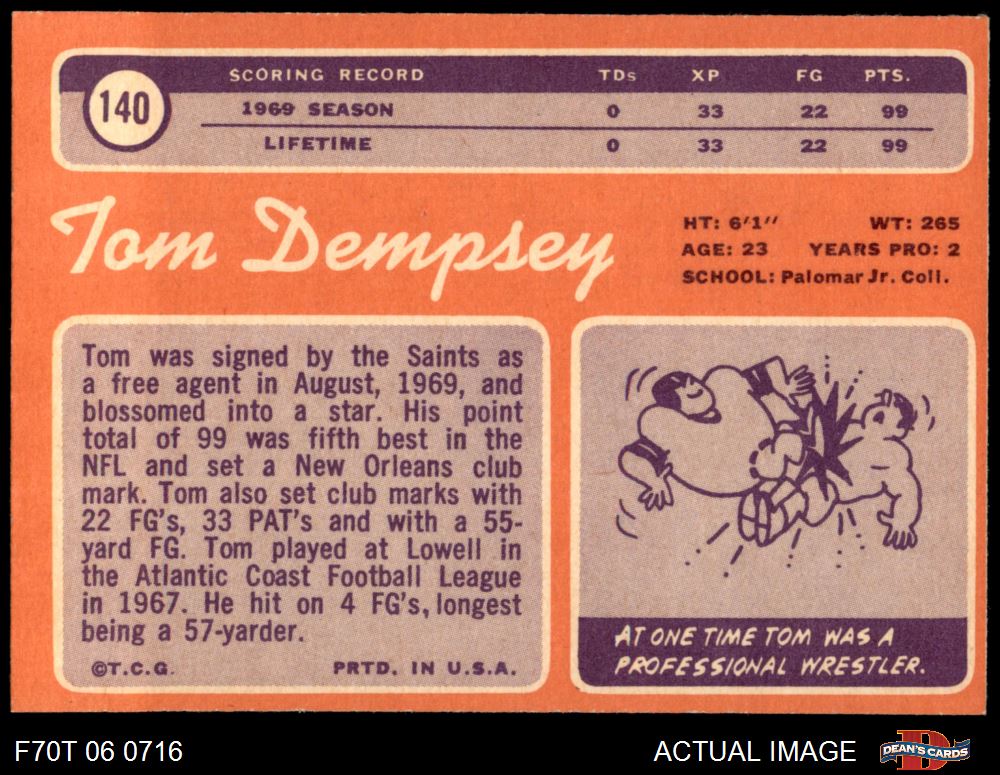 140
SCORING RECORD TDs XP FG PTS.
1969 SEASON 0 33 22 99
LIFETIME 0 33 22 99
Tom Dempsey
HT: 6'1" WT: 265
AGE: 23 YEARS PRO: 2
SCHOOL: Palomar Jr. Coll.
Tom was signed by the Saints as
a free agent in August, 1969, and
blossomed into a star. His point
total of 99 was fifth best in the
NFL and set a New Orleans club
mark. Tom also set club marks with
22 FG's, 33 PAT's and with a 55-
yard FG. Tom played at Lowell in
the Atlantic Coast Football League
in 1967. He hit on 4 FG's, longest
being a 57-yarder.
©T.C.G. PRTD. IN U.S.A.
AT ONE TIME TOM WAS A
PROFESSIONAL WRESTLER.
F70T 06 0716 ACTUAL IMAGE
D
DEAN'S CARDS